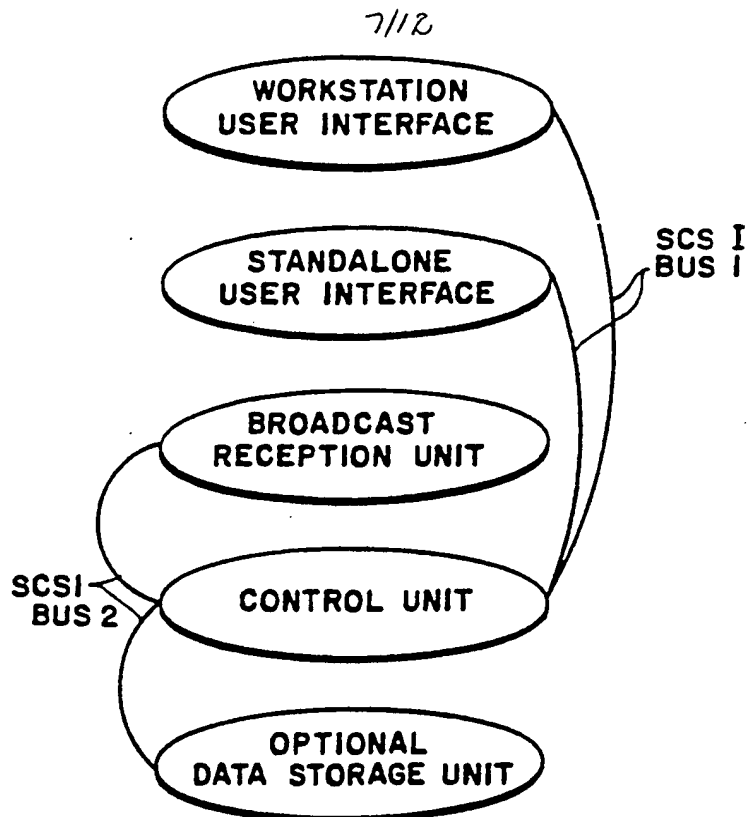 7/12
WORKSTATION
USER INTERFACE
STANDALONE
USER INTERFACE
SCS I
BUS 1
BROADCAST
RECEPTION UNIT
SCSI
BUS 2
CONTROL UNIT
OPTIONAL
DATA STORAGE UNIT